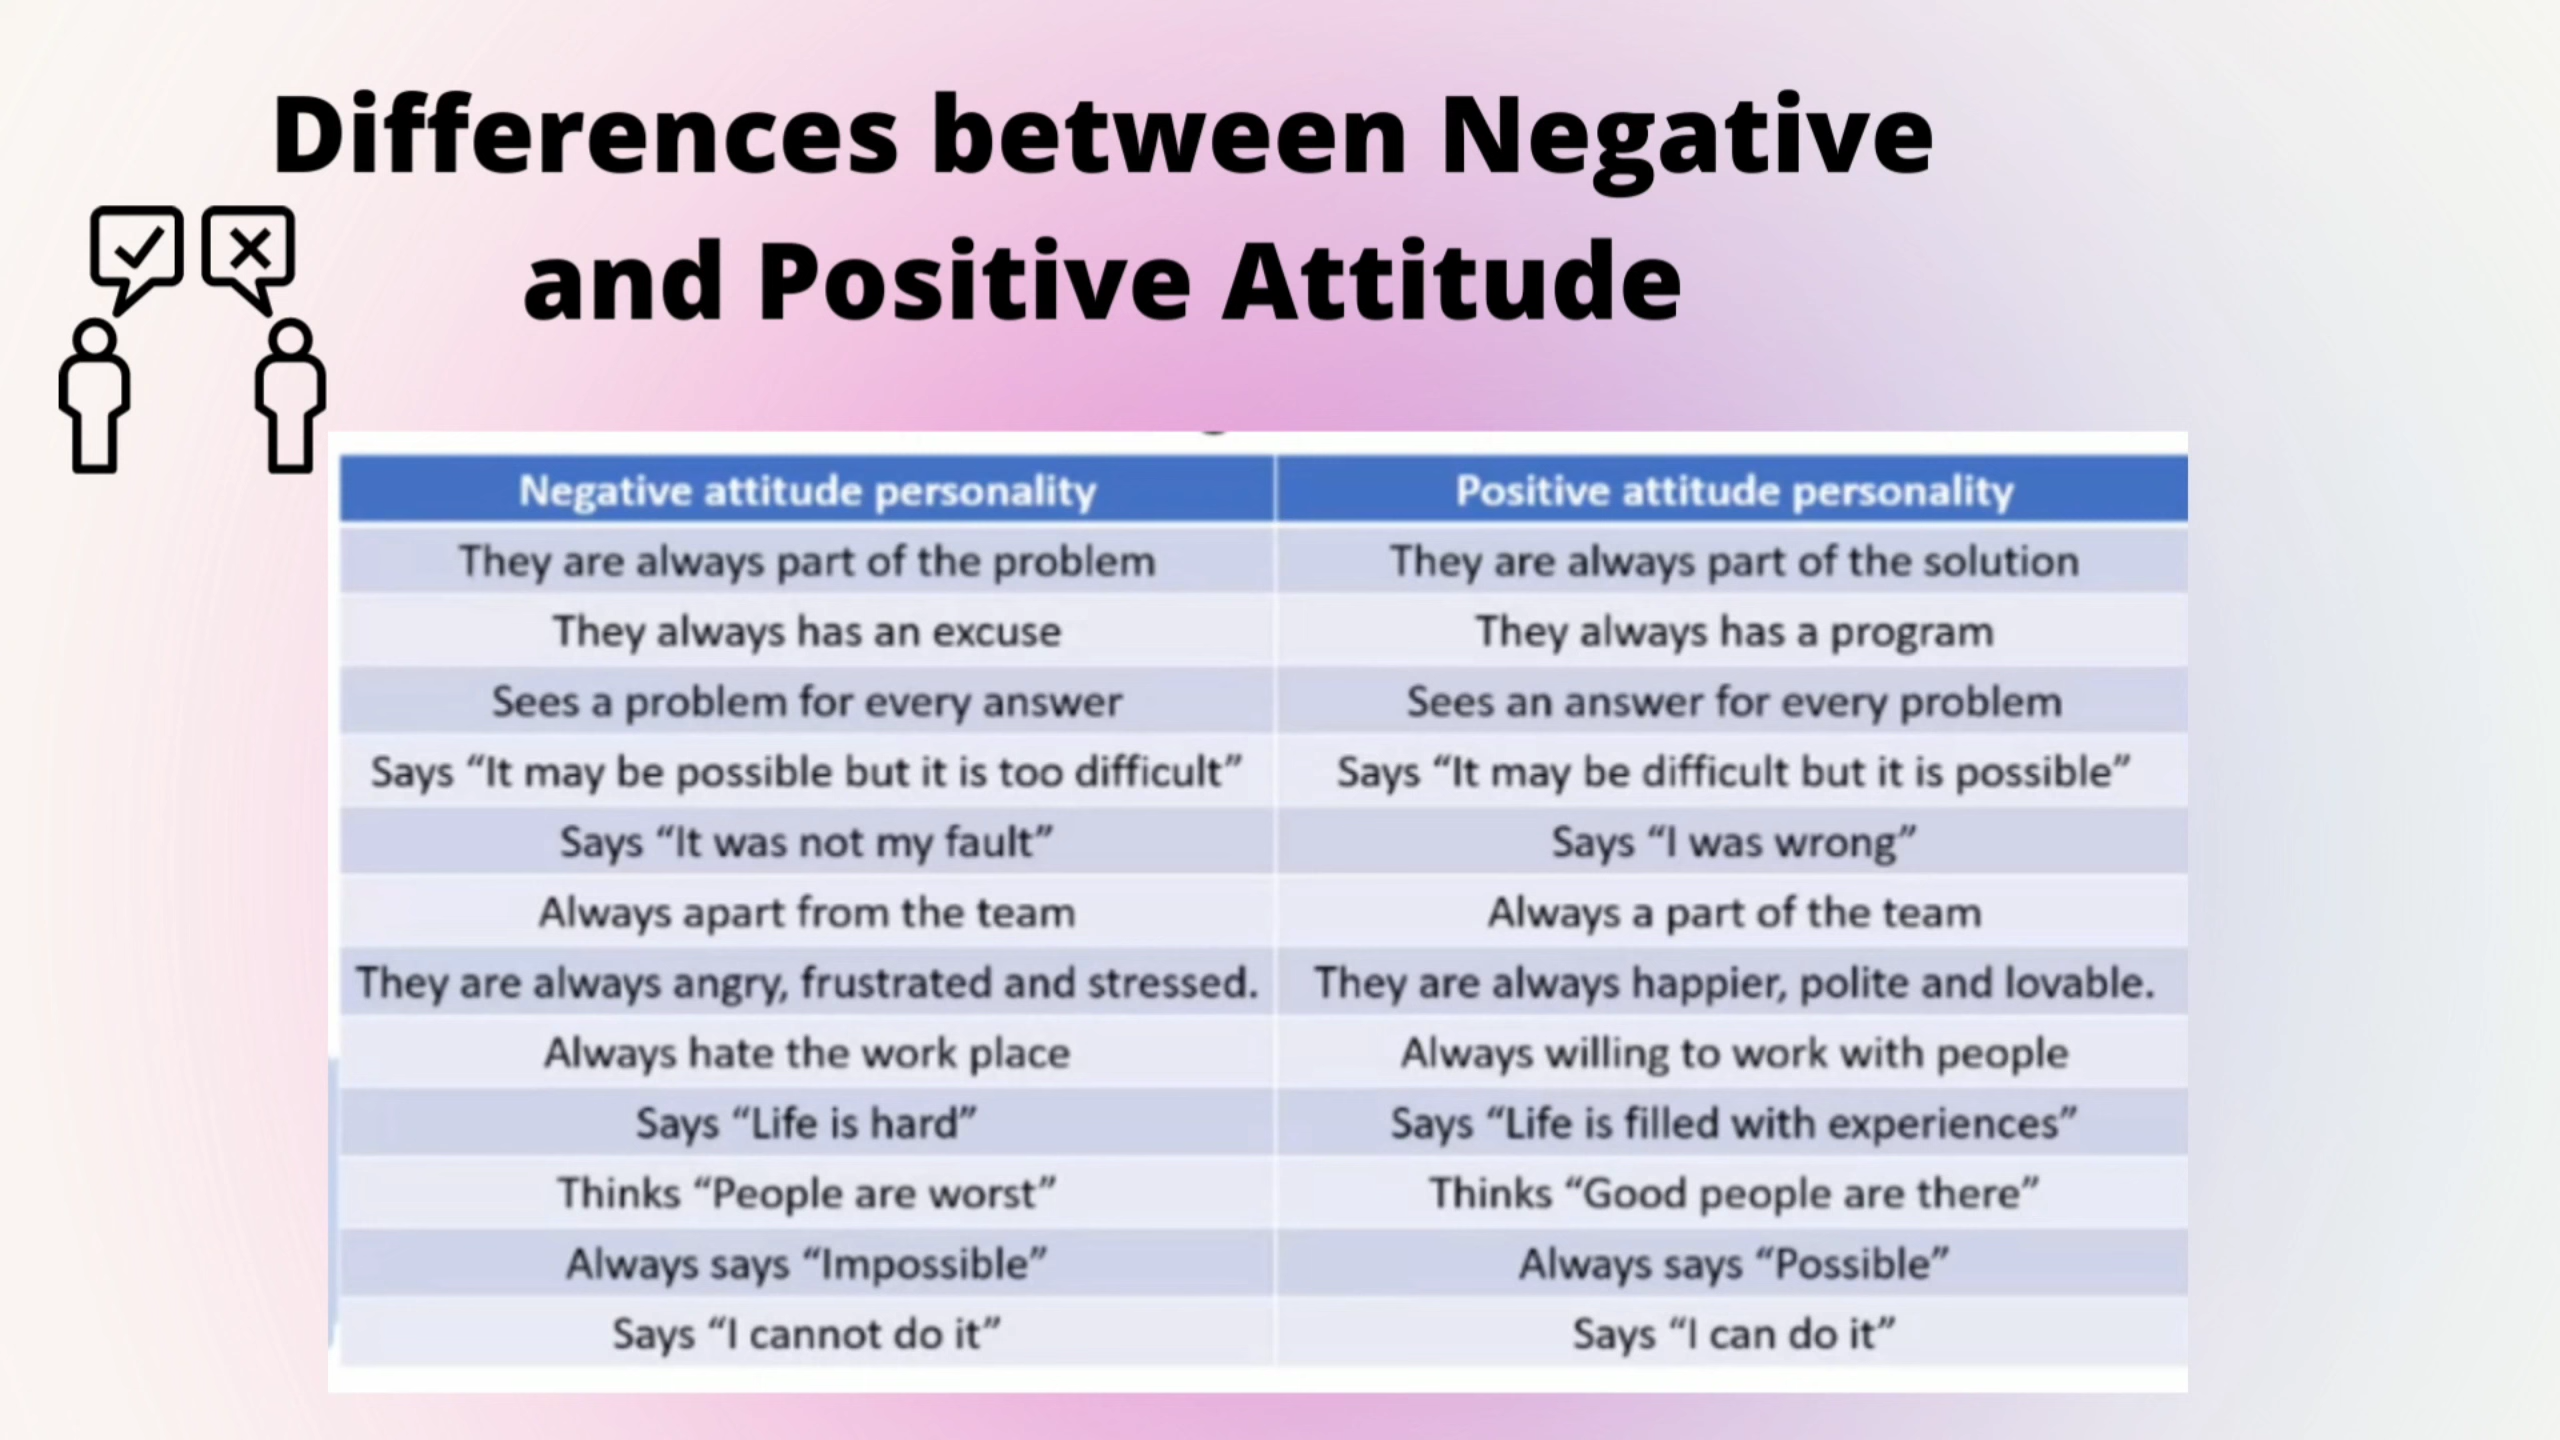 Differences between Negative
and Positive Attitude
Negative attitude personality Positive attitude personality
They are always part of the problem They are always part of the solution
They always has an excuse They always has a program
Sees a problem for every answer Sees an answer for every problem
Says “It may be possible but it is too difficult” Says “It may be difficult but it is possible”
Says “It was not my fault” Says “I was wrong”
Always apart from the team Always a part of the team
They are always angry, frustrated and stressed. They are always happier, polite and lovable.
Always hate the work place Always willing to work with people
Says “Life is hard” Says “Life is filled with experiences”
Thinks “People are worst” Thinks “Good people are there”
Always says “Impossible” Always says “Possible”
Says “I cannot do it” Says “I can do it”